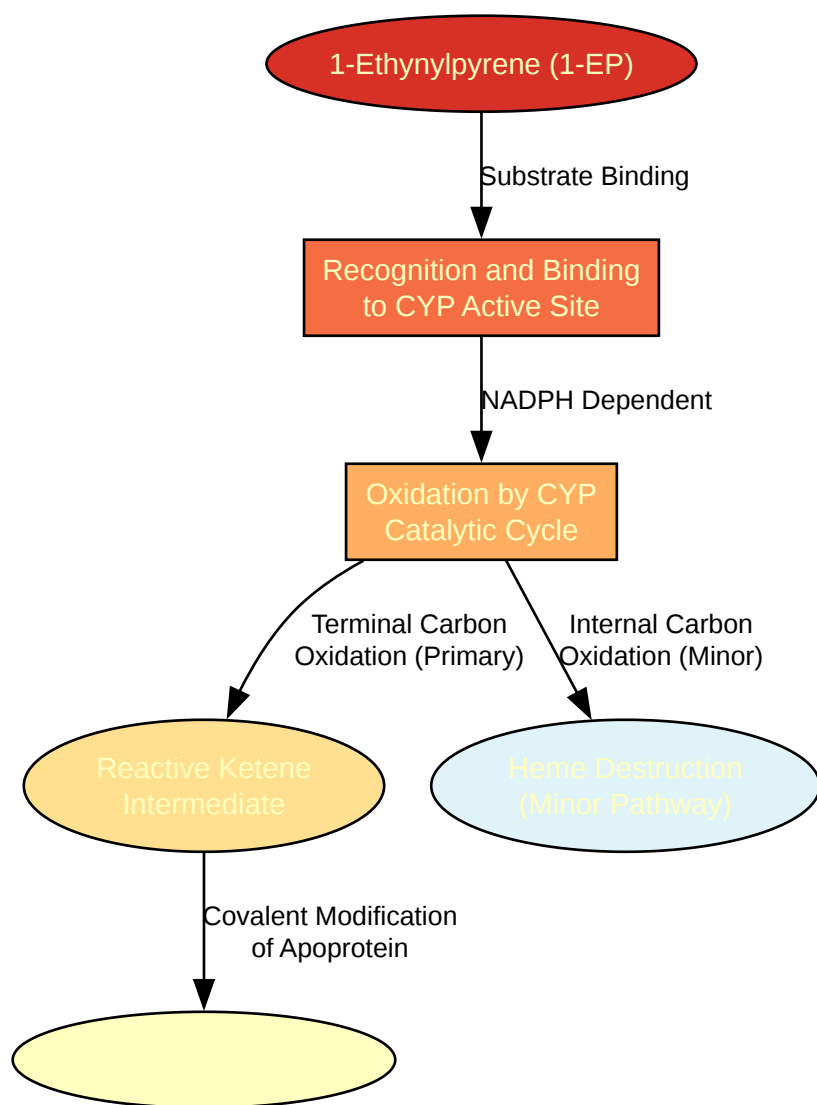 1-Ethynylpyrene (1-EP)
Substrate Binding
Recognition and Binding
to CYP Active Site
NADPH Dependent
Oxidation by CYP
Catalytic Cycle
Terminal Carbon
Oxidation (Primary)
Internal Carbon
Oxidation (Minor)
Reactive Ketene
Intermediate
Heme Destruction
(Minor Pathway)
Covalent Modification
of Apoprotein